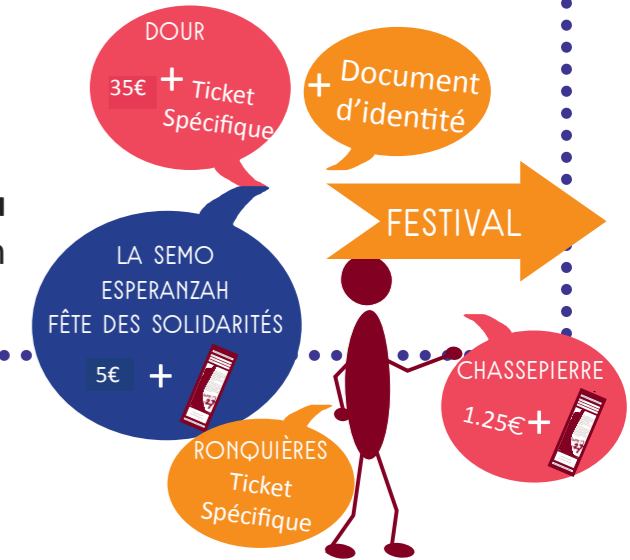 DOUR
35€ + Ticket
Spécifique
+ Document
d'identité
FESTIVAL
LA SEMO
ESPERANZAH
FÊTE DES SOLIDARITÉS
5€ +
CHASSEPIERRE
1.25€+
RONQUIÈRES
Ticket
Spécifique